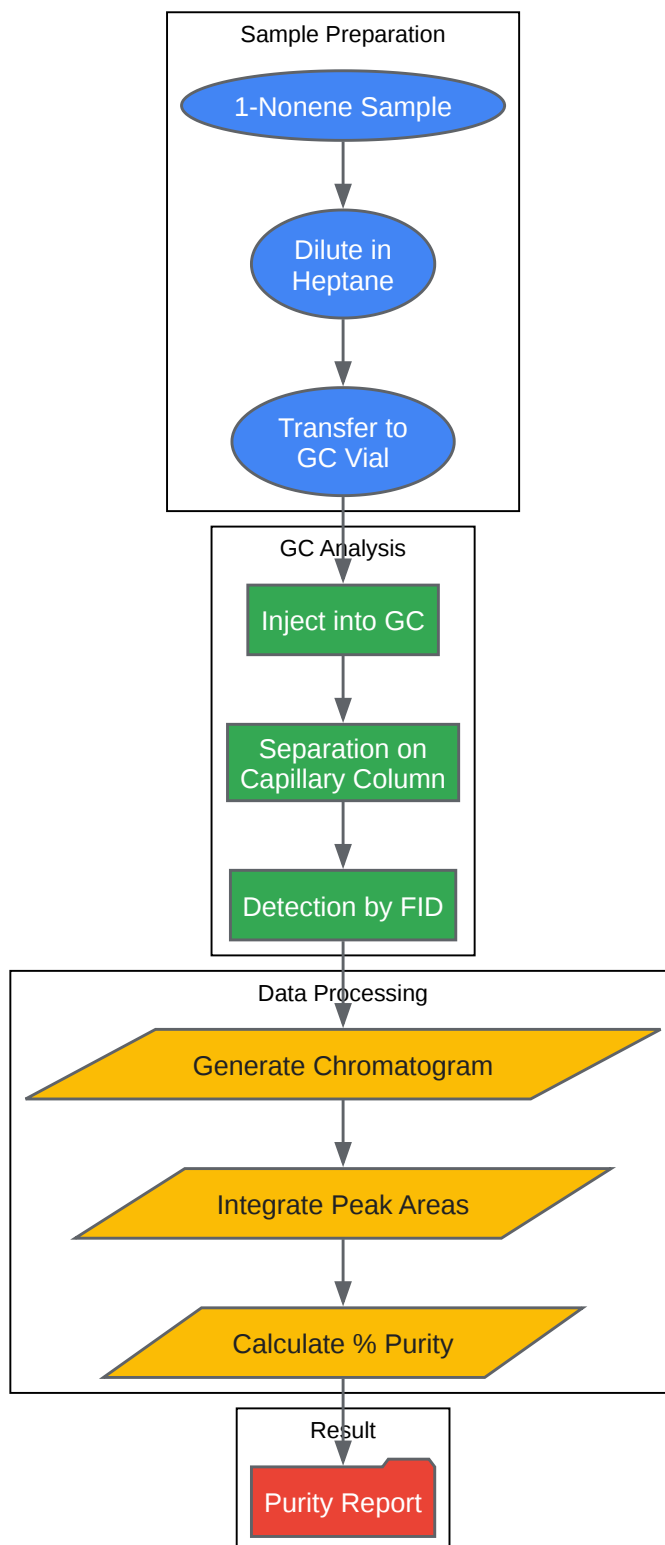 Sample Preparation
1-Nonene Sample
Dilute in
Heptane
Transfer to
GC Vial
GC Analysis
Inject into GC
Separation on
Capillary Column
Detection by FID
Data Processing
Generate Chromatogram
Integrate Peak Areas
Calculate % Purity
Result
Purity Report